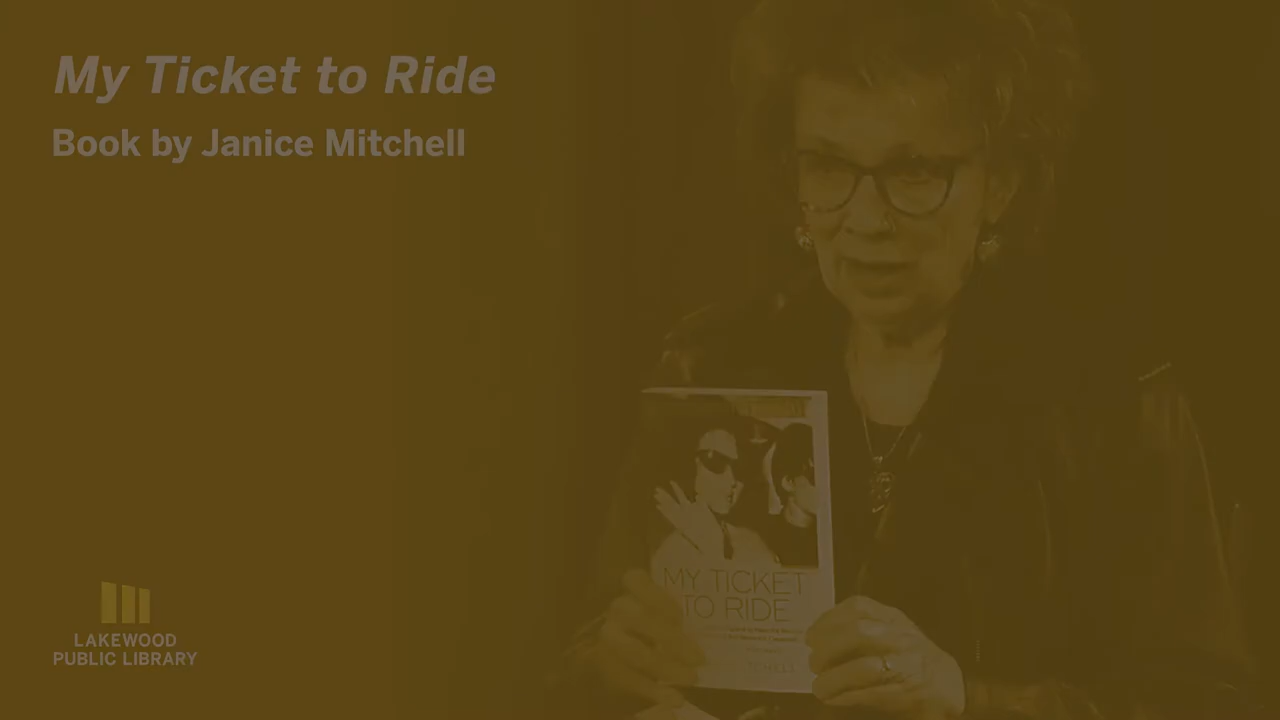 My Ticket to Ride
Book by Janice Mitchell
MY TICKET
TO RIDE
LAKEWOOD
PUBLIC LIBRARY